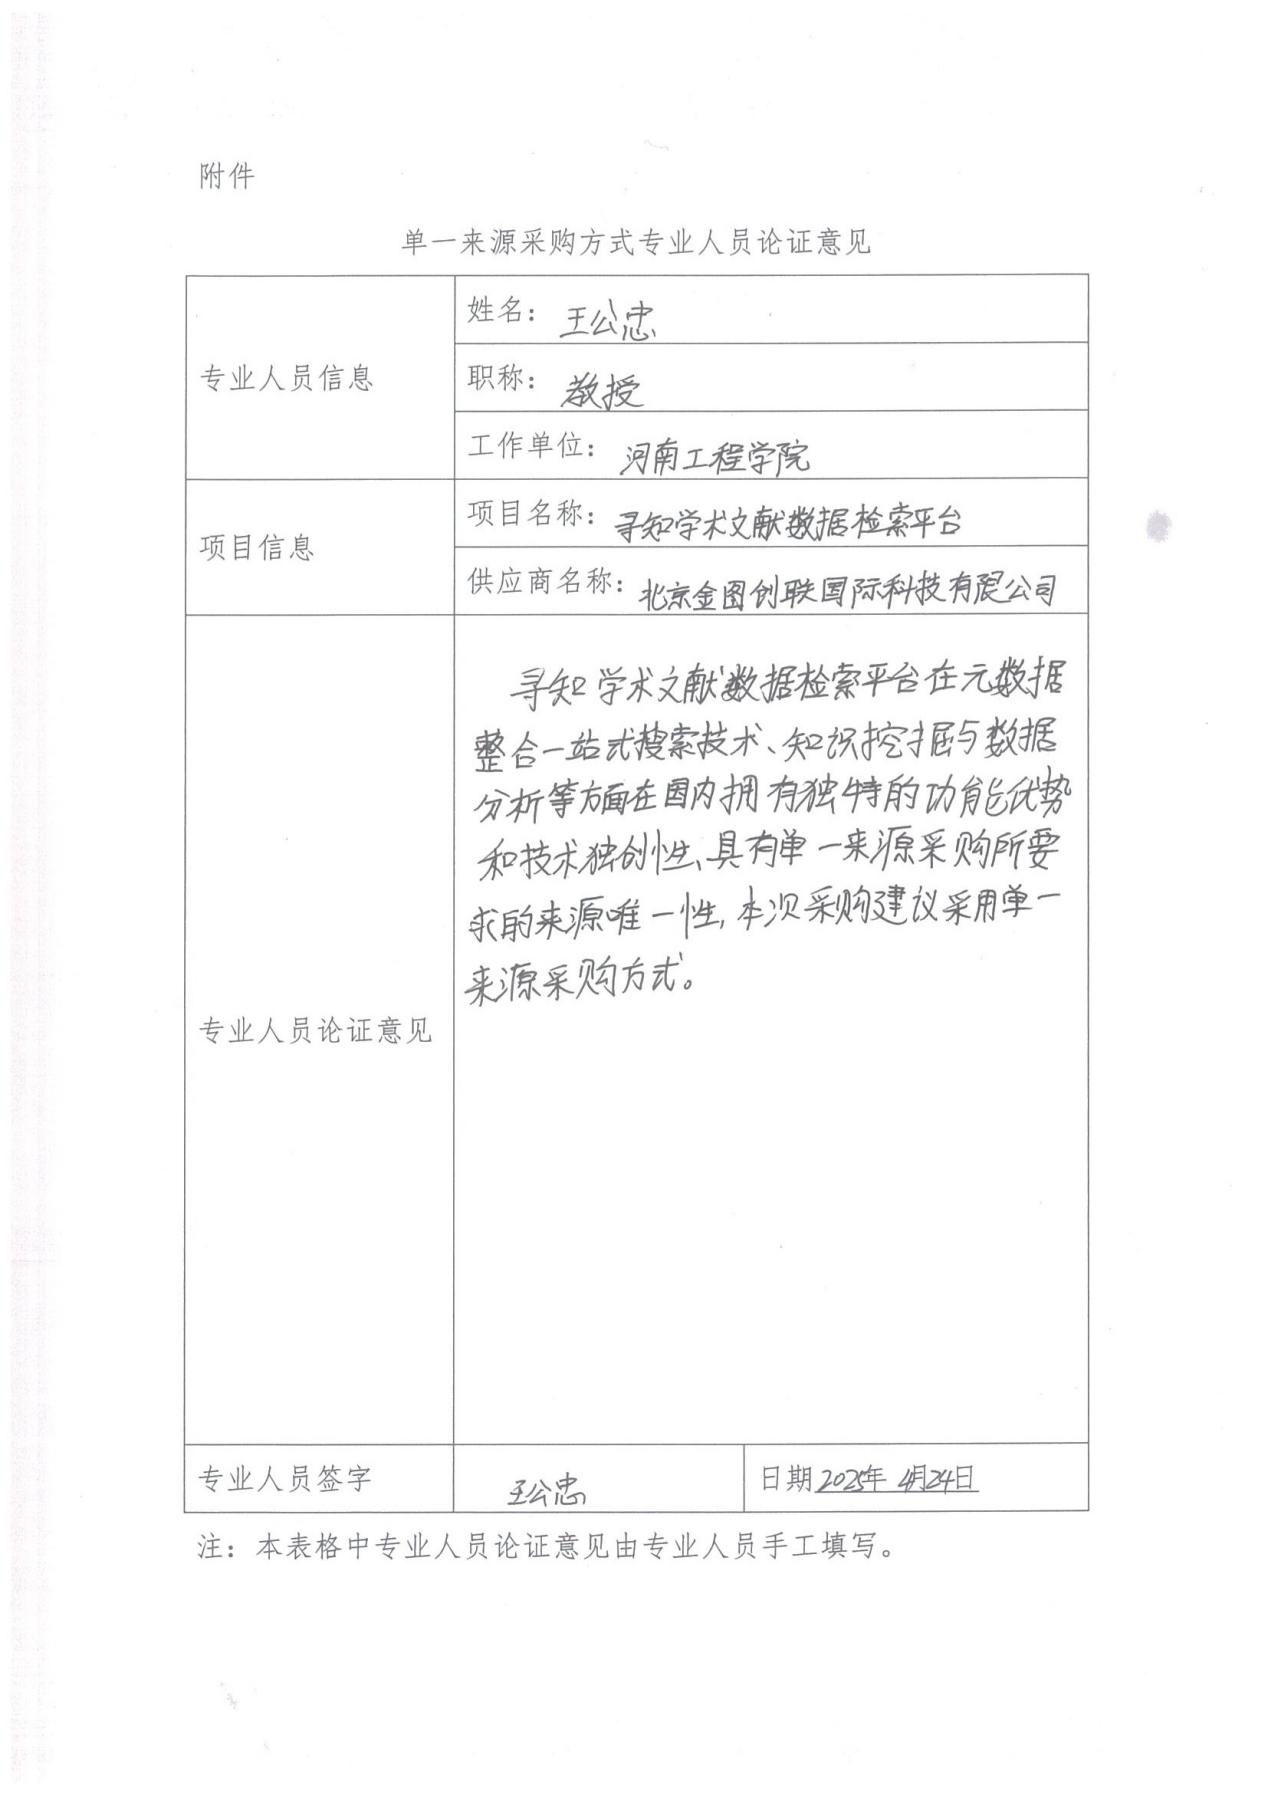 附件
单一来源采购方式专业人员论证意见
专业人员信息
姓名：王公忠
职称：教授
工作单位：河南工程学院
项目信息
项目名称：寻知学术文献数据检索平台
供应商名称：北京金图创联国际科技有限公司
专业人员论证意见
寻知学术文献数据检索平台在元数据
整合一站式搜索技术、知识挖掘与数据
分析等方面在国内拥有独特的功能优势
和技术独创性、具有单一来源采购所要
求的来源唯一性,本次采购建议采用单一
来源采购方式。
专业人员签字
王公忠
日期 2025年 4月24日
注：本表格中专业人员论证意见由专业人员手工填写。